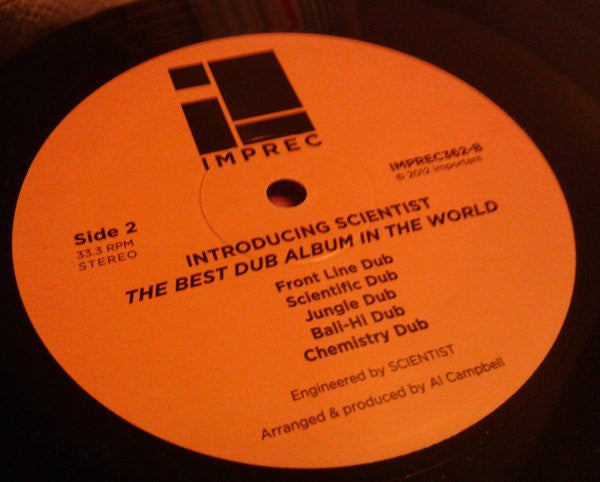 IMPREC
IMPREC362-B
© 2012 important
Side 2
33.3 RPM
STEREO
INTRODUCING SCIENTIST
THE BEST DUB ALBUM IN THE WORLD
Front Line Dub
Scientific Dub
Jungle Dub
Bali-Hi Dub
Chemistry Dub
Engineered by SCIENTIST
Arranged & produced by Al Campbell